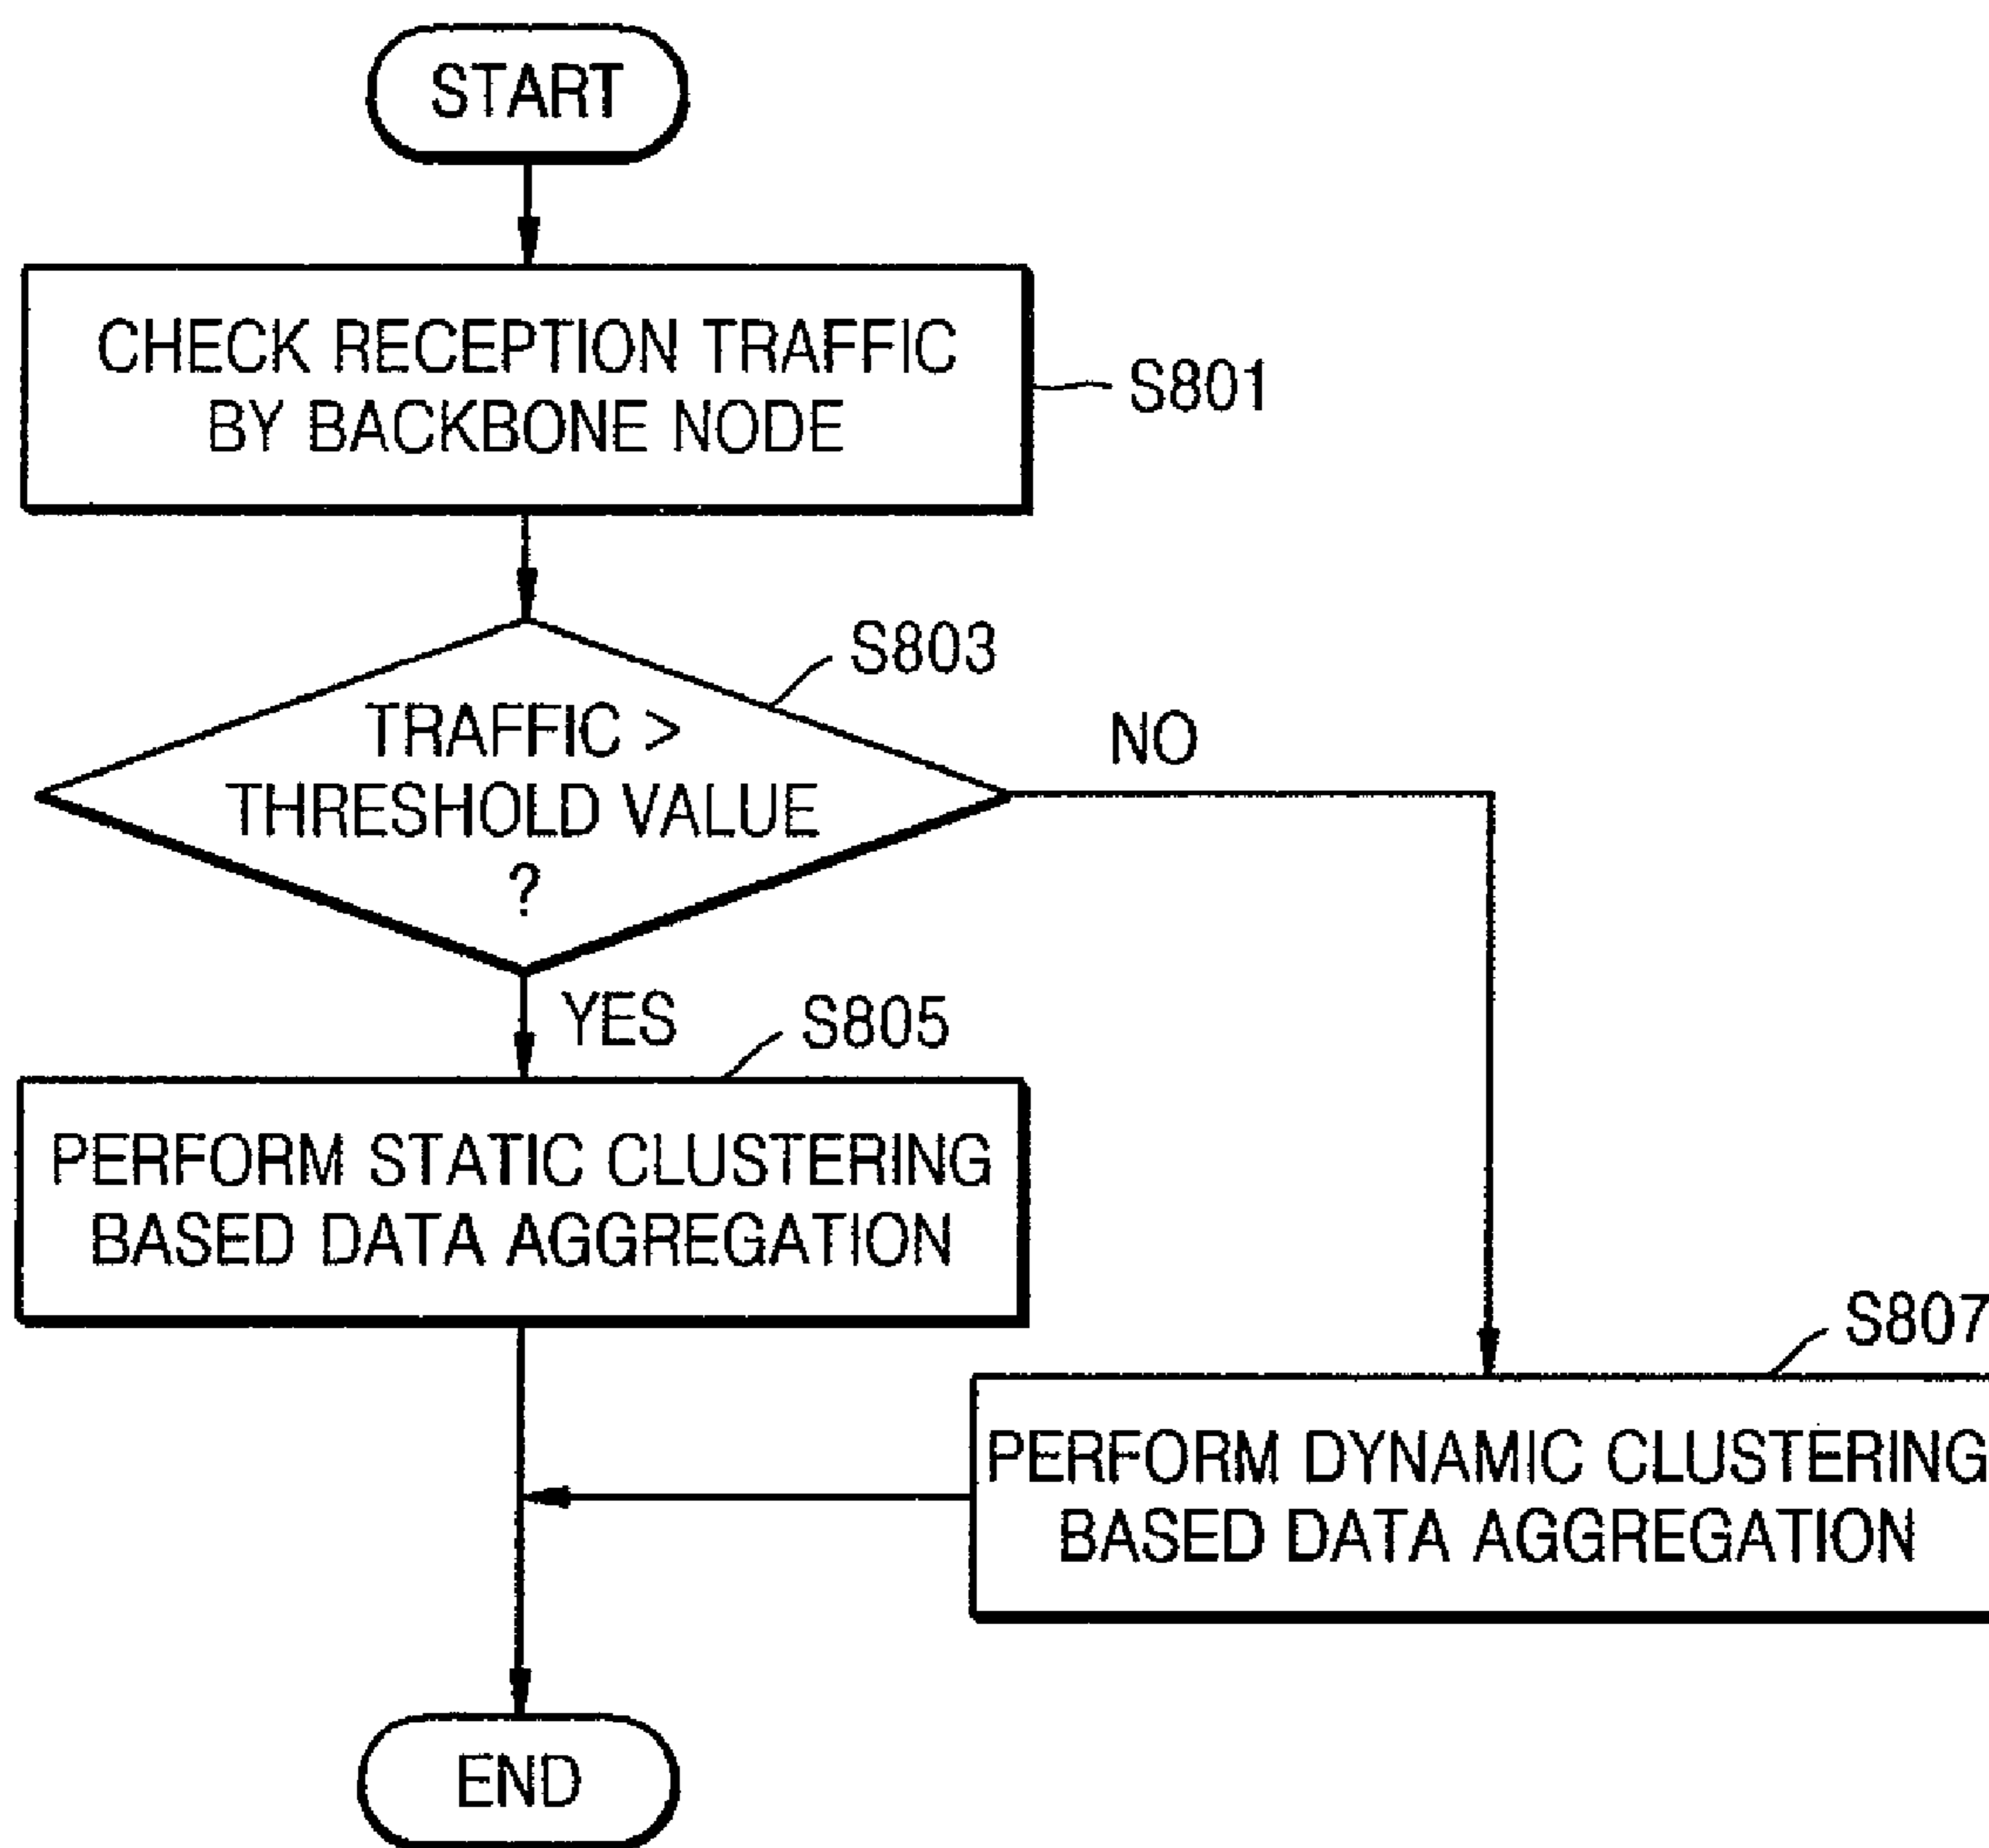 START
CHECK RECEPTION TRAFFIC
BY BACKBONE NODE
S801
S803
TRAFFIC >
THRESHOLD VALUE
?
NO
YES
S805
PERFORM STATIC CLUSTERING
BASED DATA AGGREGATION
S807
PERFORM DYNAMIC CLUSTERING
BASED DATA AGGREGATION
END